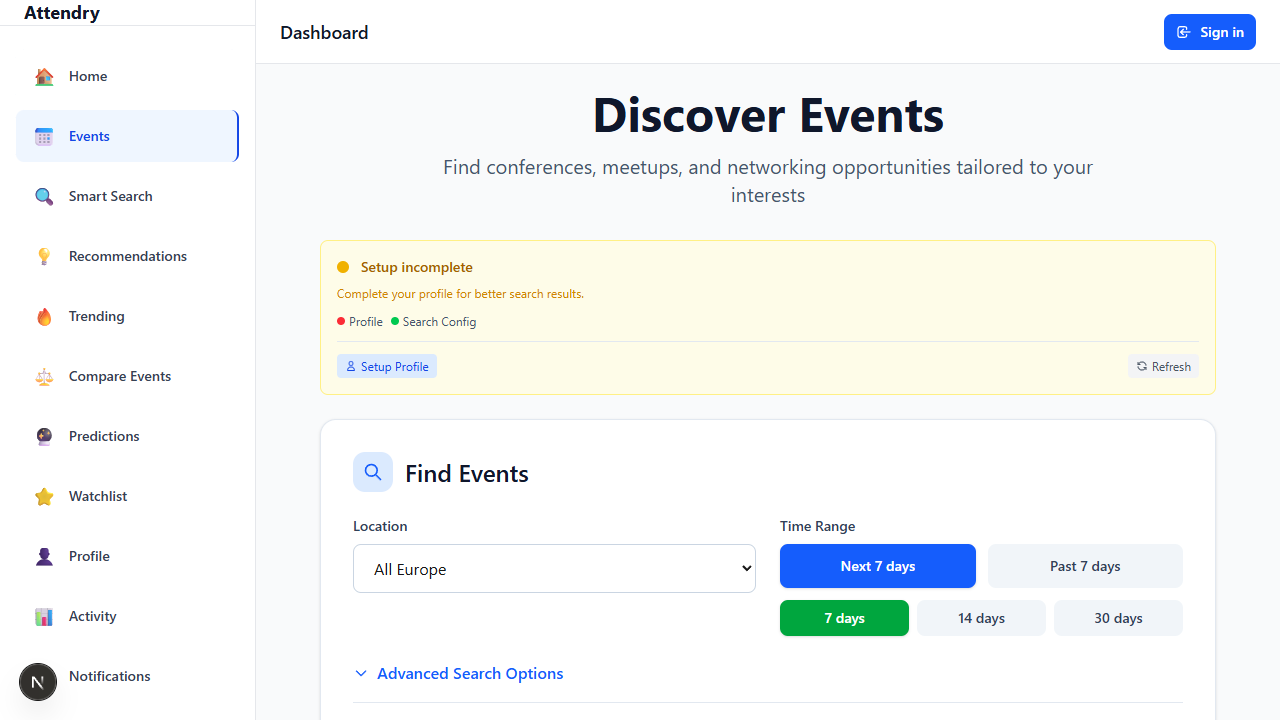 Attendry
Home
Events
Smart Search
Recommendations
Trending
Compare Events
Predictions
Watchlist
Profile
Activity
Notifications
N
Dashboard
Sign in
Discover Events
Find conferences, meetups, and networking opportunities tailored to your
interests
Setup incomplete
Complete your profile for better search results.
Profile Search Config
Setup Profile Refresh
Find Events
Location
All Europe
Time Range
Next 7 days Past 7 days
7 days 14 days 30 days
Advanced Search Options